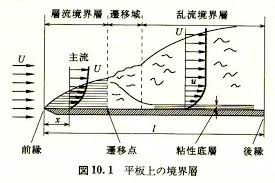 層流境界層 遷移域 乱流境界層
U 主流 U U
u
x
l
前縁 遷移点 粘性底層 後縁
図10.1 平板上の境界層